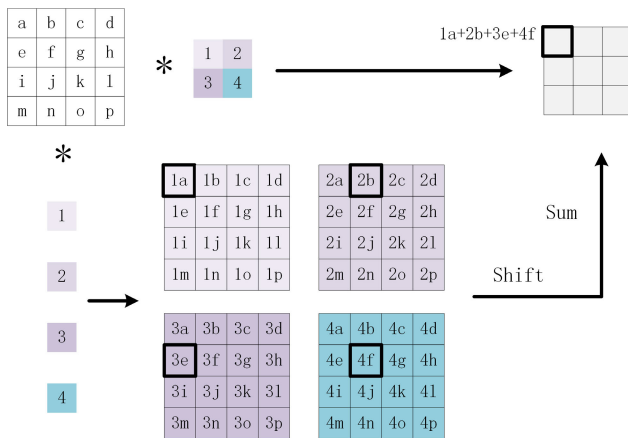 a b c d
e f g h
i j k l
m n o p
*
1 2
3 4
1a+2b+3e+4f
*
1
2
3
4
1a 1b 1c 1d
1e 1f 1g 1h
1i 1j 1k 1l
1m 1n 1o 1p
2a 2b 2c 2d
2e 2f 2g 2h
2i 2j 2k 2l
2m 2n 2o 2p
3a 3b 3c 3d
3e 3f 3g 3h
3i 3j 3k 3l
3m 3n 3o 3p
4a 4b 4c 4d
4e 4f 4g 4h
4i 4j 4k 4l
4m 4n 4o 4p
Shift
Sum